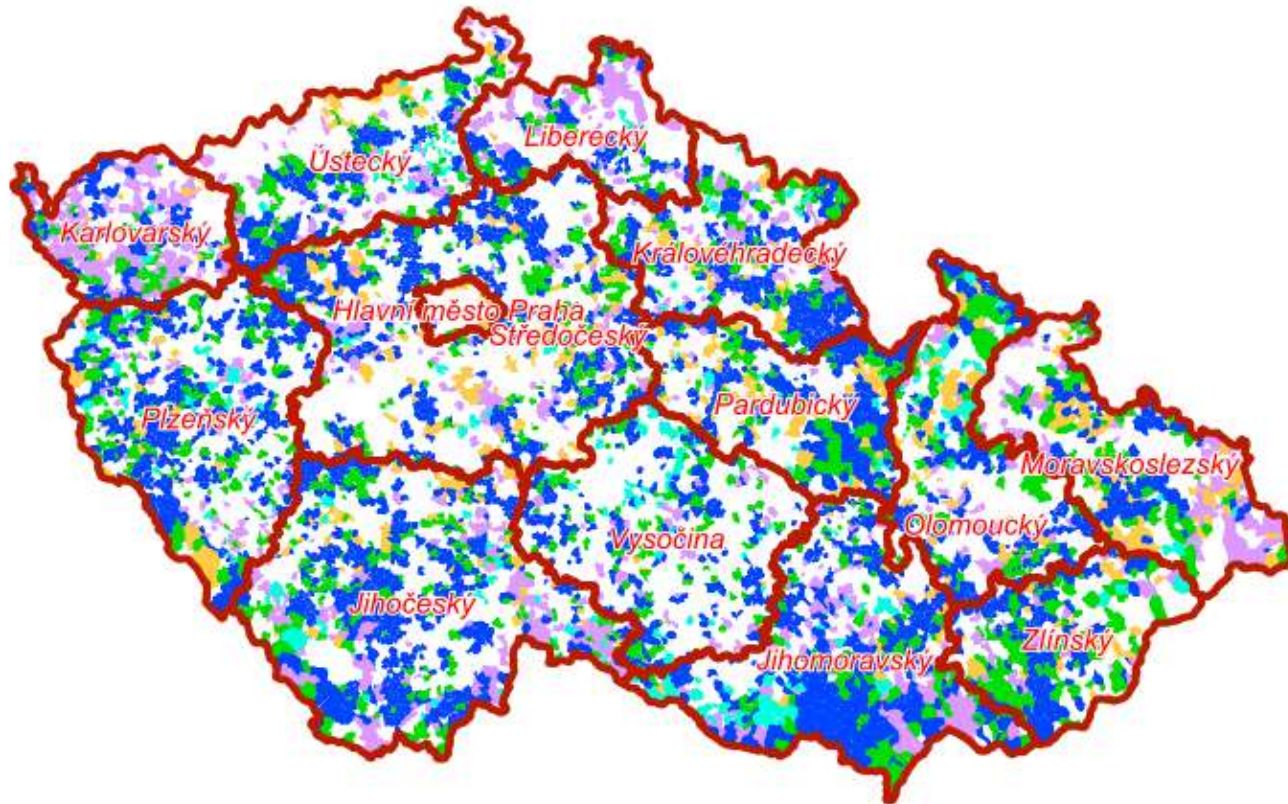 Liberecký
Ústecký
Karlovarský
Královéhradecký
Hlavní město Praha
Středočeský
Plzeňský
Pardubický
Moravskoslezský
Olomoucký
Vysočina
Jihočeský
Zlínský
Jihomoravský